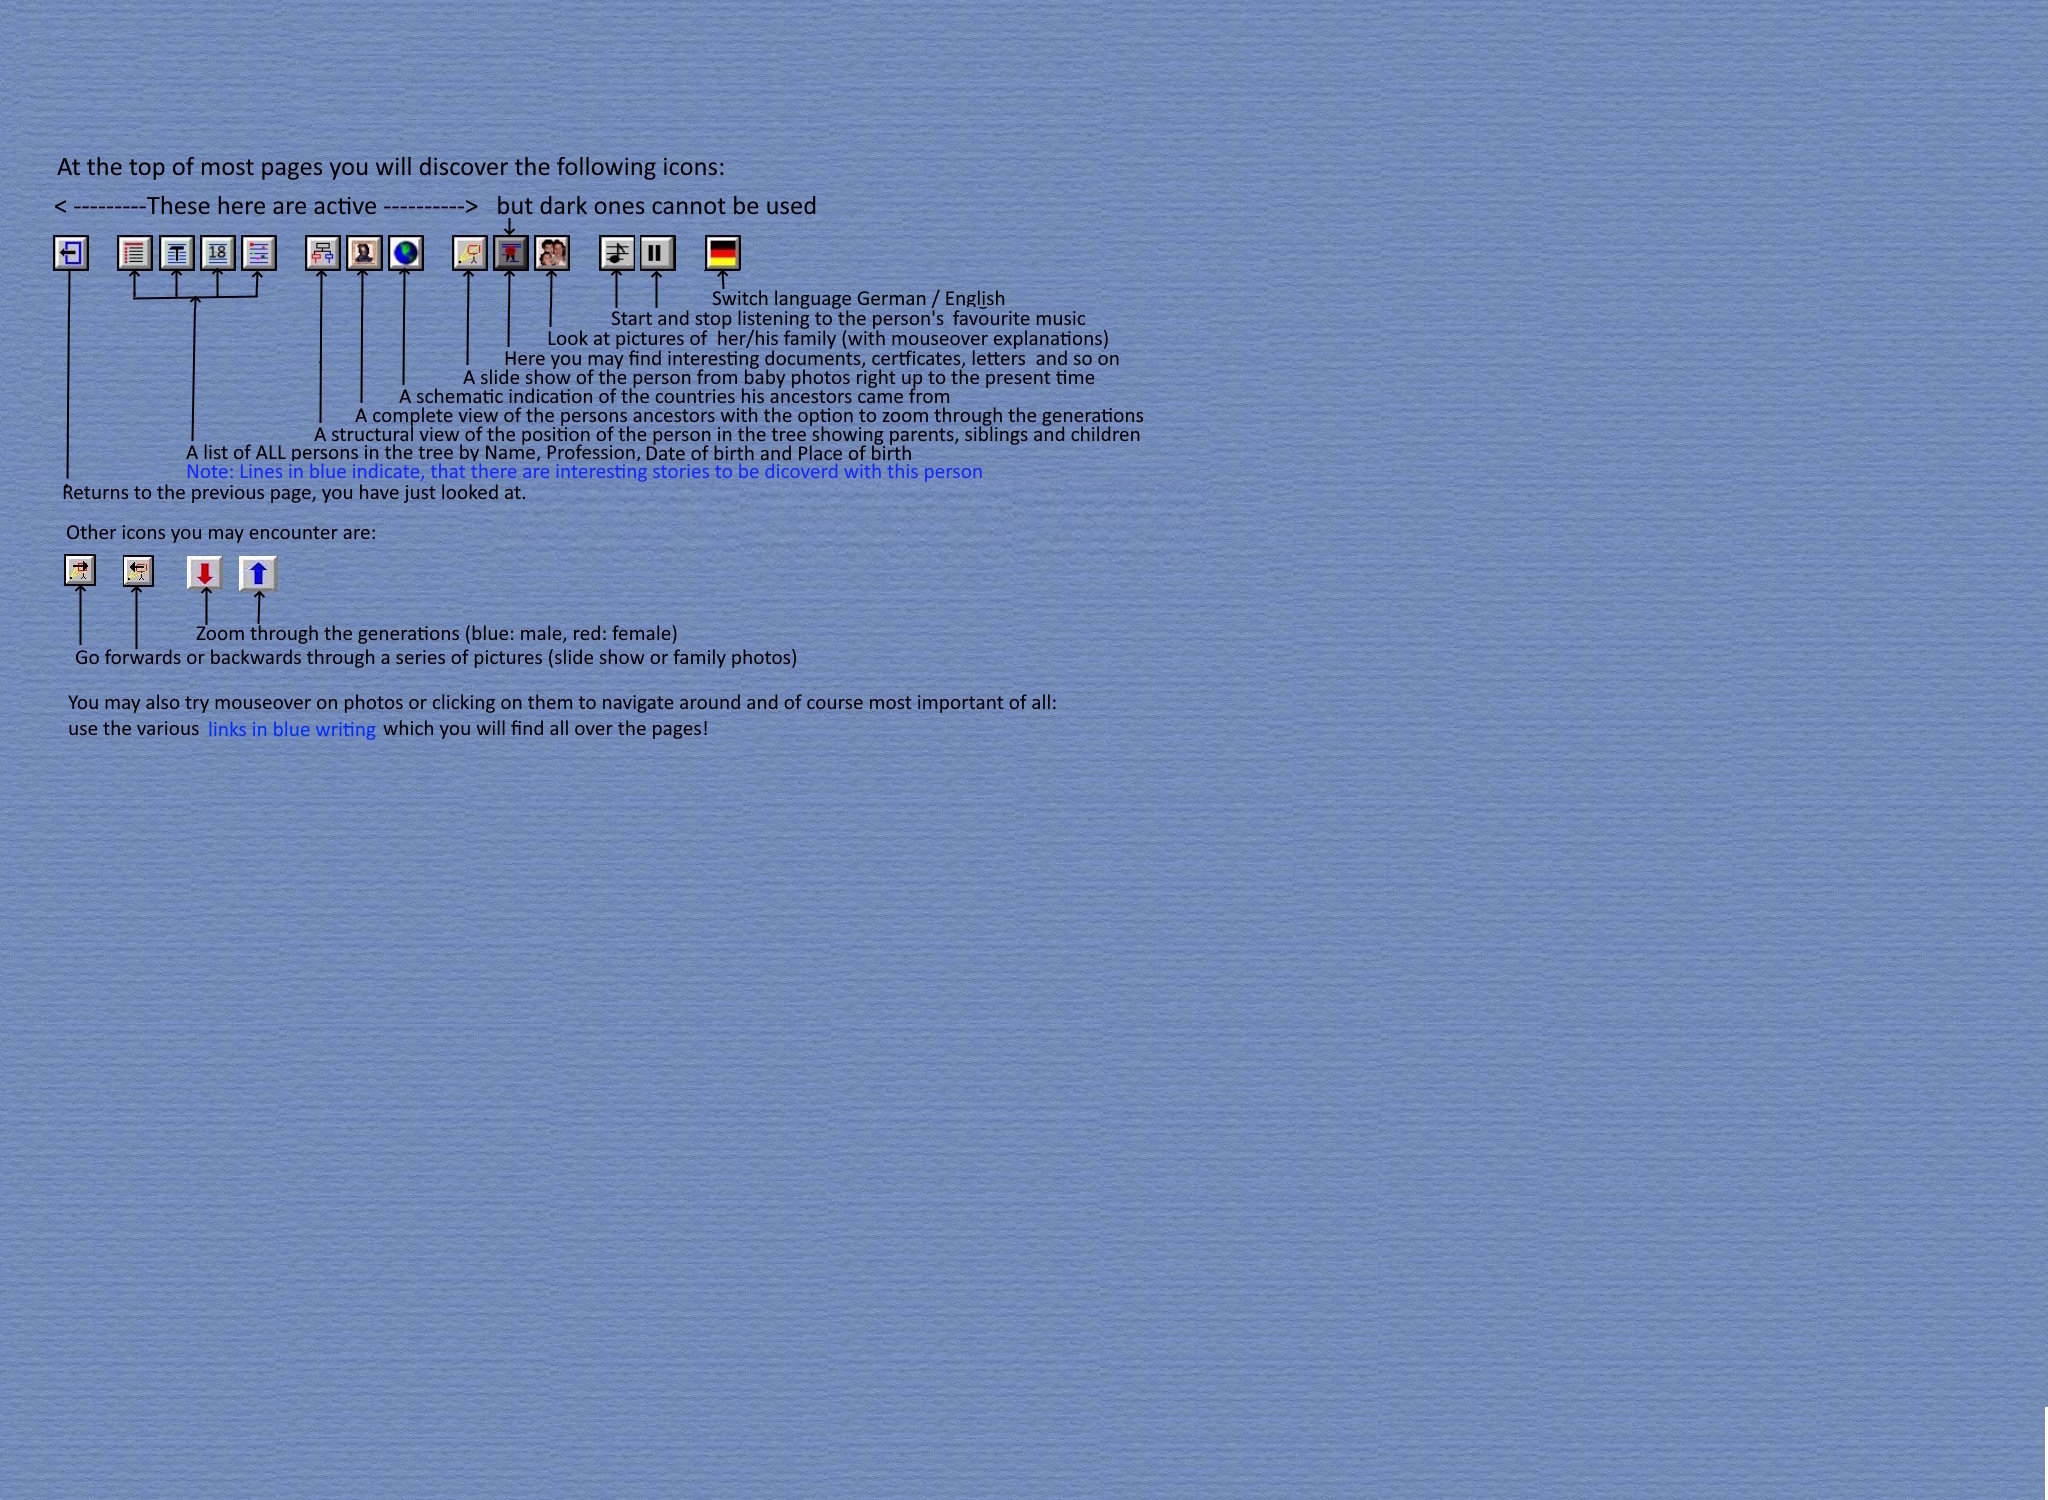 At the top of most pages you will discover the following icons:
< ---------These here are active ----------> but dark ones cannot be used
18
Switch language German / English
Start and stop listening to the person's favourite music
Look at pictures of her/his family (with mouseover explanations)
Here you may find interesting documents, certficates, letters and so on
A slide show of the person from baby photos right up to the present time
A schematic indication of the countries his ancestors came from
A complete view of the persons ancestors with the option to zoom through the generations
A structural view of the position of the person in the tree showing parents, siblings and children
A list of ALL persons in the tree by Name, Profession, Date of birth and Place of birth
Note: Lines in blue indicate, that there are interesting stories to be dicoverd with this person
Returns to the previous page, you have just looked at.
Other icons you may encounter are:
Zoom through the generations (blue: male, red: female)
Go forwards or backwards through a series of pictures (slide show or family photos)
You may also try mouseover on photos or clicking on them to navigate around and of course most important of all:
use the various links in blue writing which you will find all over the pages!